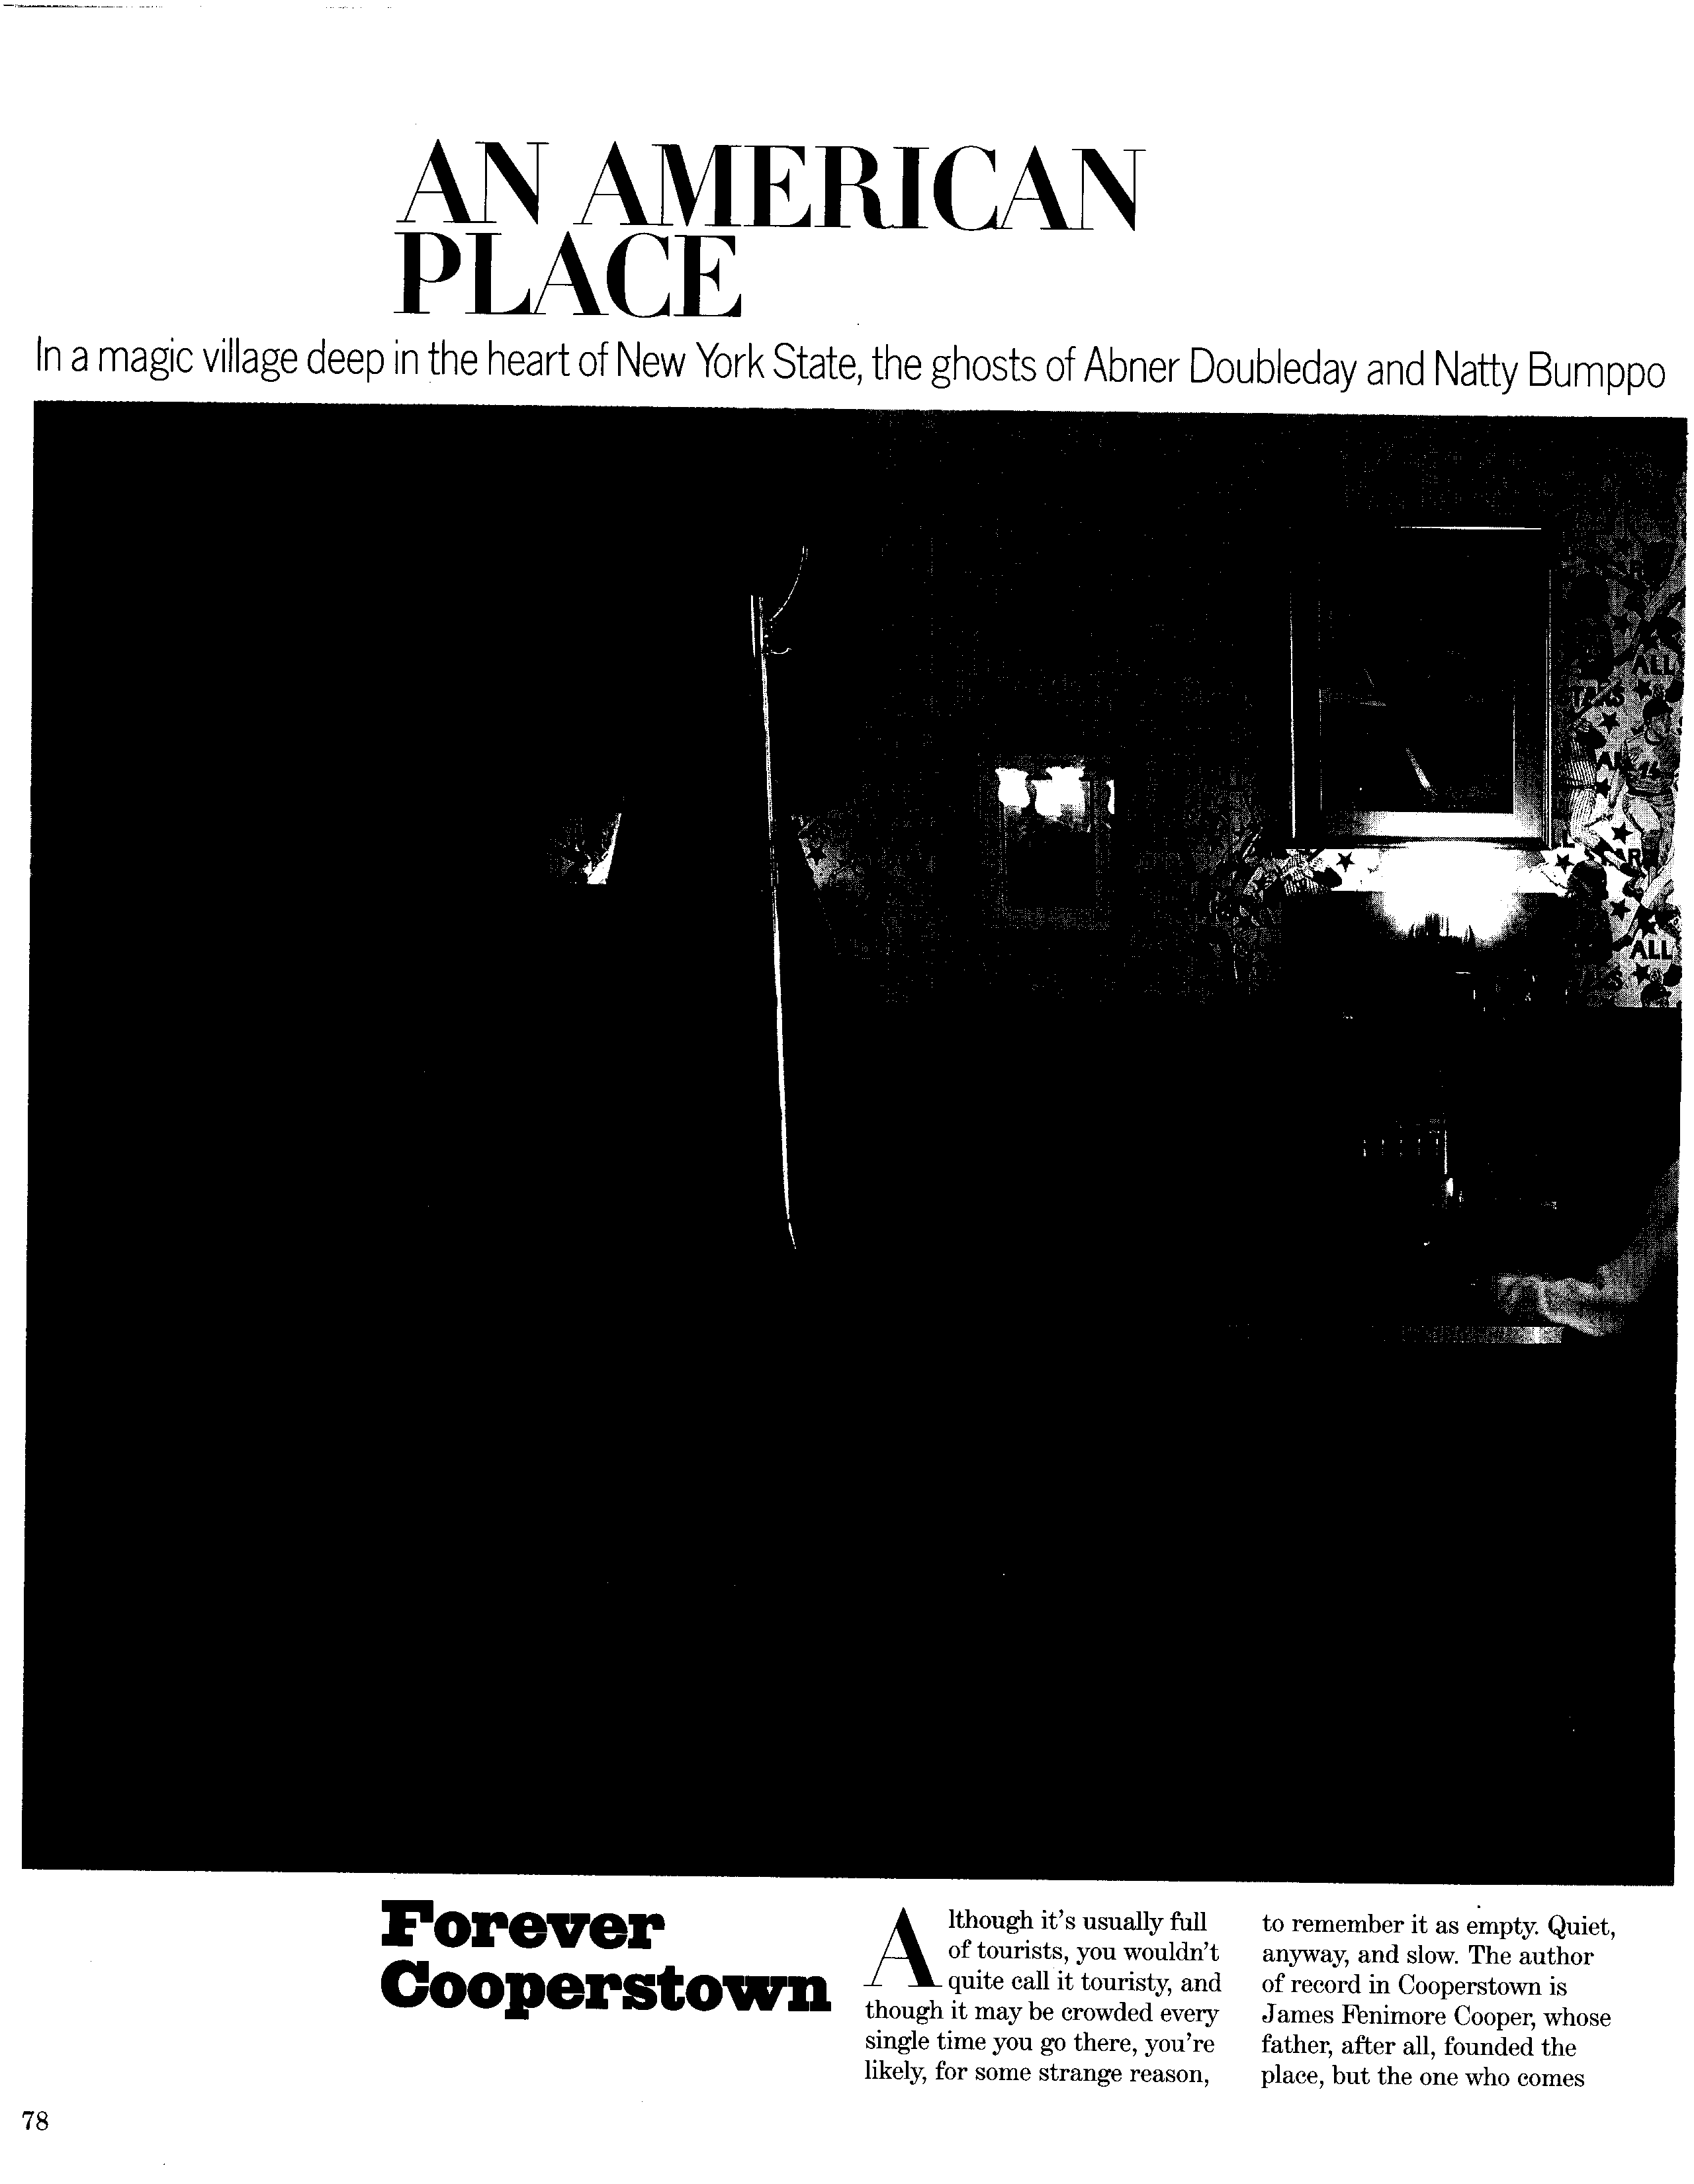 AN AMERICAN
PLACE
In a magic village deep in the heart of New York State, the ghosts of Abner Doubleday and Natty Bumppo
ALL
ALL
Forever
Cooperstown
Although it's usually full
of tourists, you wouldn't
quite call it touristy, and
though it may be crowded every
single time you go there, you're
likely, for some strange reason,
to remember it as empty. Quiet,
anyway, and slow. The author
of record in Cooperstown is
James Fenimore Cooper, whose
father, after all, founded the
place, but the one who comes
78